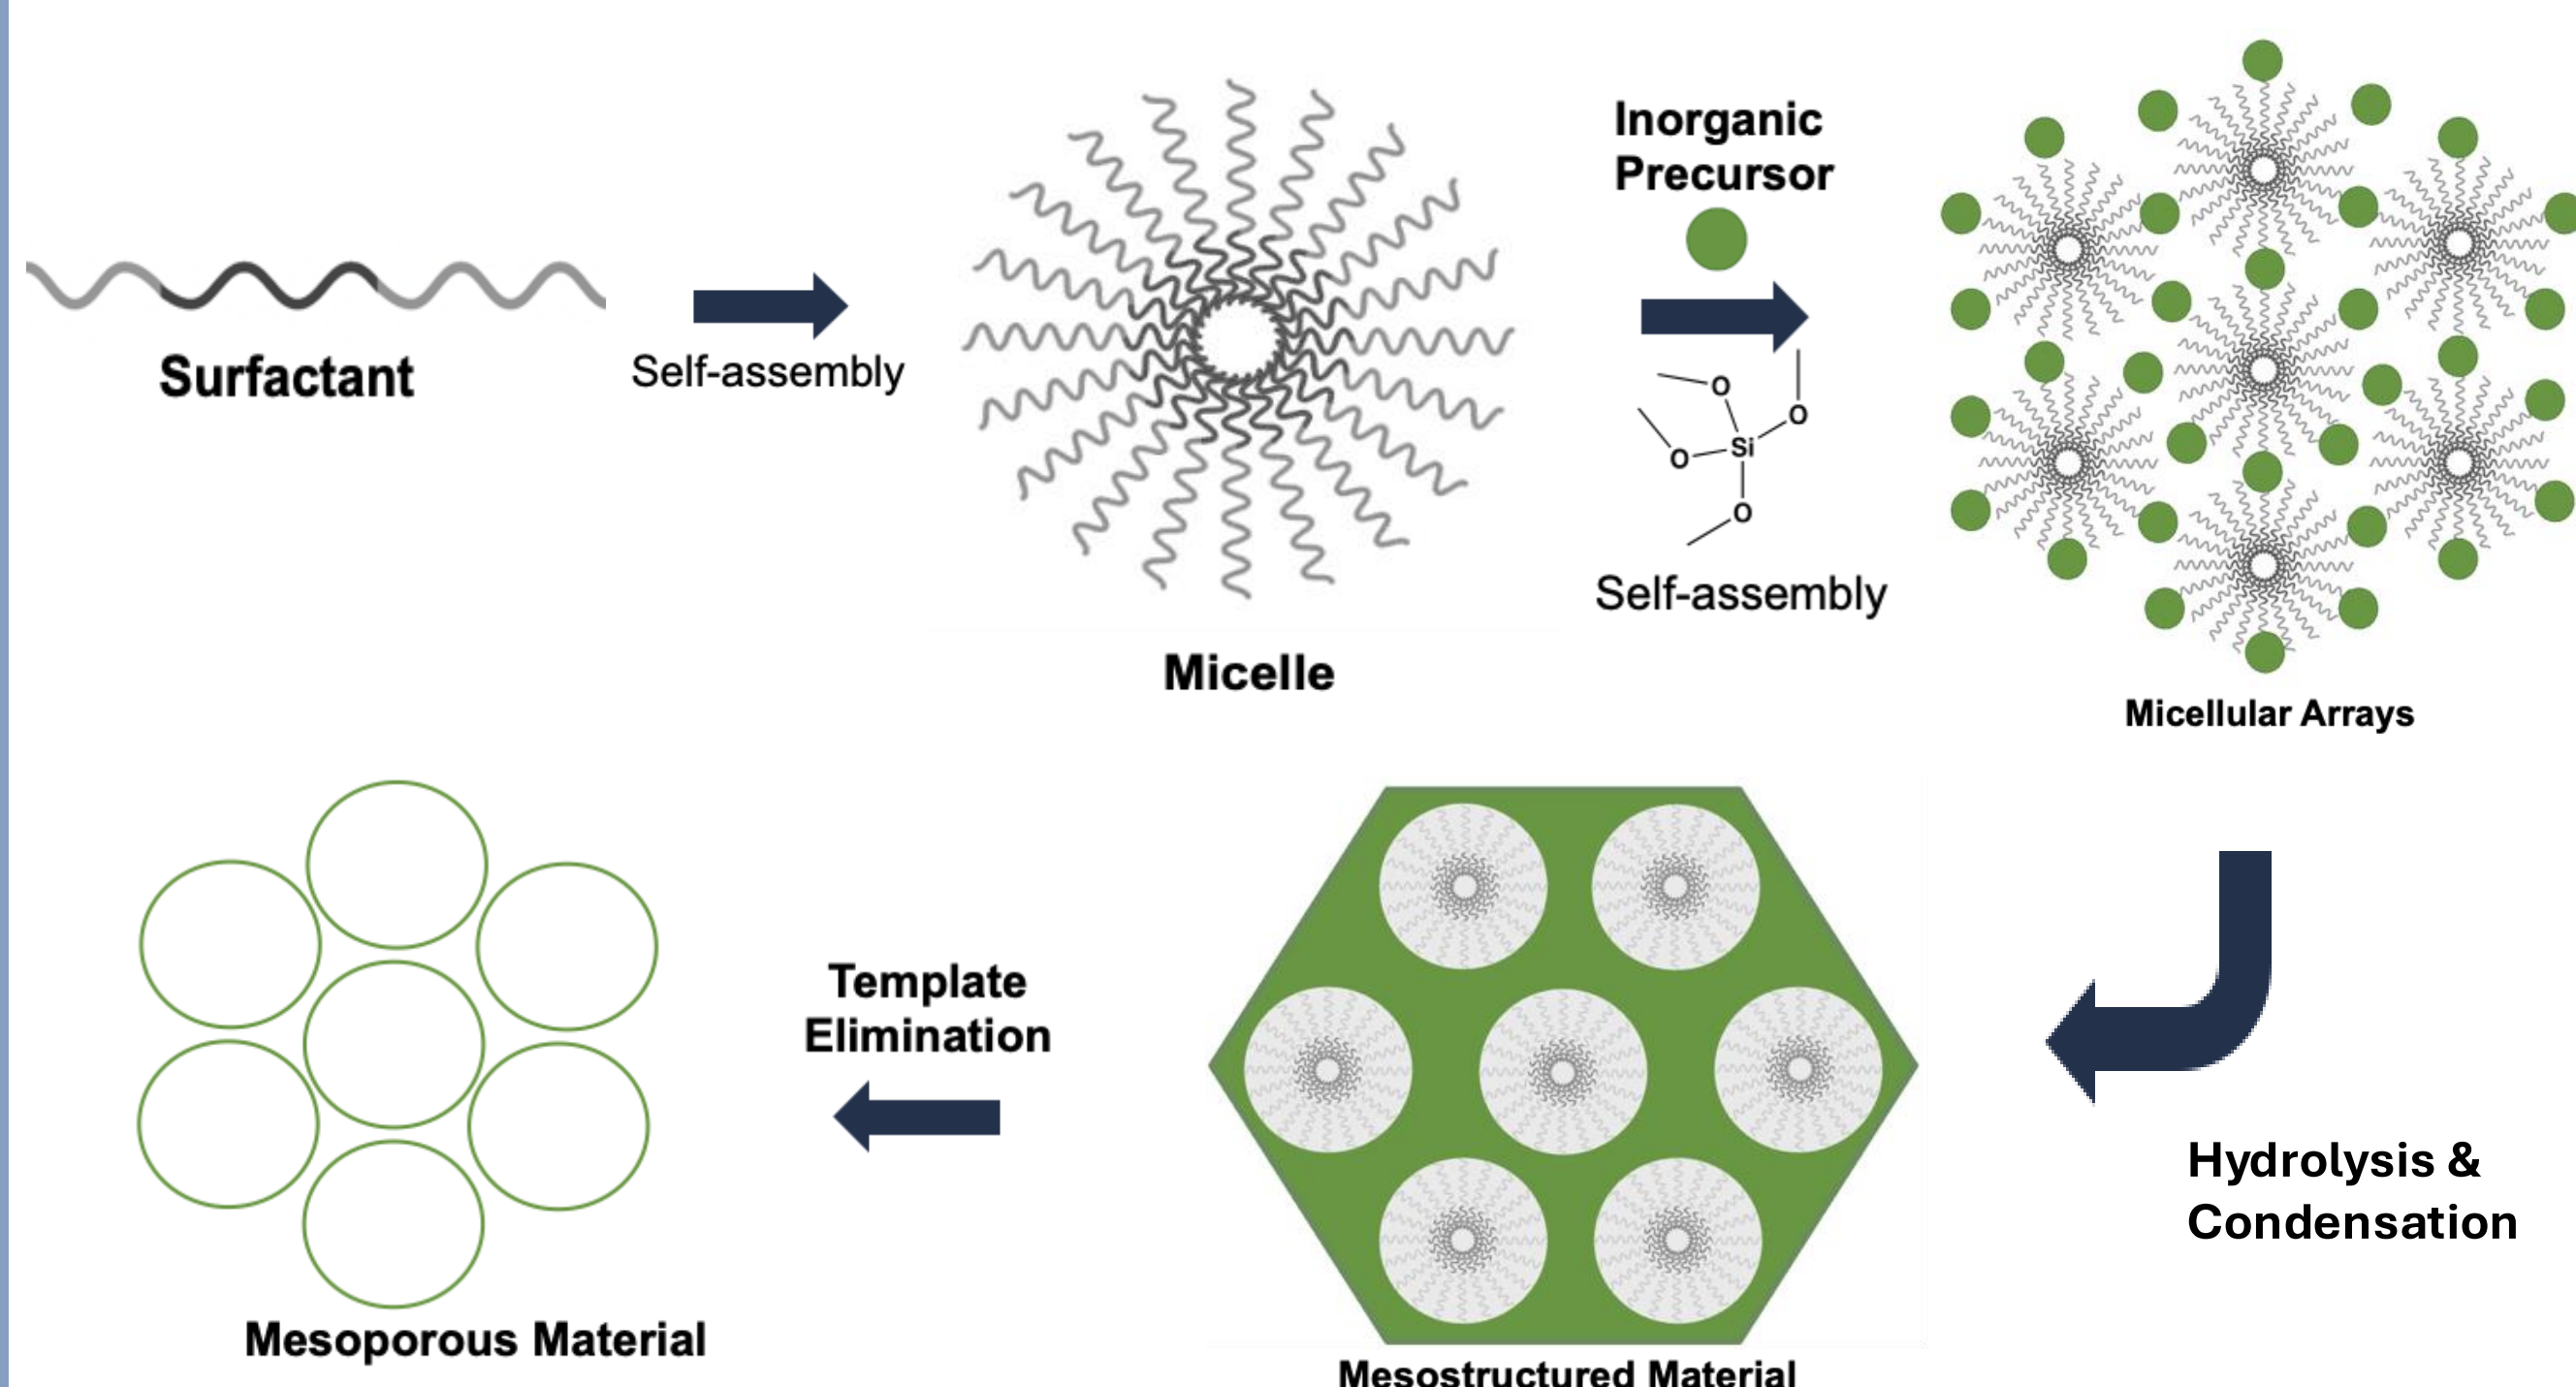 Surfactant
Self-assembly
Micelle
Inorganic
Precursor
O
O
Si
O
O
Self-assembly
Micellular Arrays
Hydrolysis &
Condensation
Mesostructured Material
Template
Elimination
Mesoporous Material